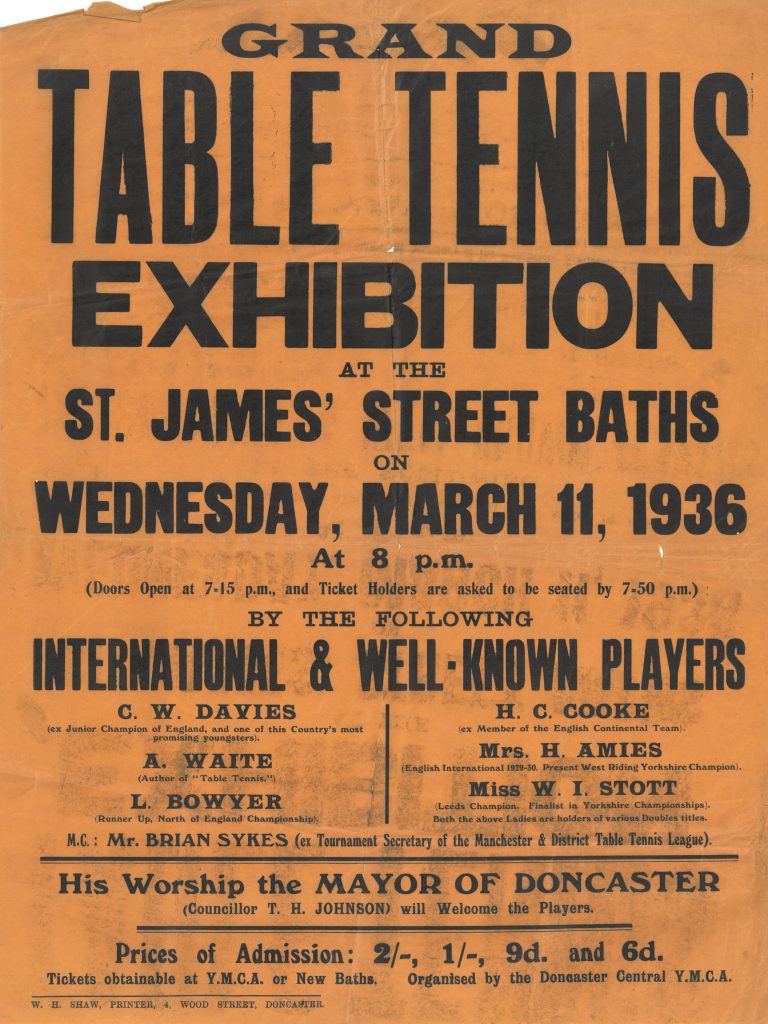 GRAND
TABLE TENNIS
EXHIBITION
AT THE
ST. JAMES' STREET BATHS
ON
WEDNESDAY, MARCH 11, 1936
At 8 p.m.
(Doors Open at 7-15 p.m., and Ticket Holders are asked to be seated by 7-50 p.m.)
BY THE FOLLOWING
INTERNATIONAL & WELL-KNOWN PLAYERS
C. W. DAVIES
(ex Junior Champion of England, and one of this Country's most
promising youngsters).
A. WAITE
(Author of "Table Tennis.")
L. BOWYER
(Runner Up, North of England Championship).
H. C. COOKE
(ex Member of the English Continental Team).
Mrs. H. AMIES
(English International 1929-30. Present West Riding Yorkshire Champion).
Miss W. I. STOTT
(Leeds Champion. Finalist in Yorkshire Championships).
Both the above Ladies are holders of various Doubles titles.
M.C.: Mr. BRIAN SYKES (ex Tournament Secretary of the Manchester & District Table Tennis League).
His Worship the MAYOR OF DONCASTER
(Councillor T. H. JOHNSON) will Welcome the Players.
Prices of Admission: 2/-, 1/-, 9d. and 6d.
Tickets obtainable at Y.M.C.A. or New Baths. Organised by the Doncaster Central Y.M.C.A.
W. H. SHAW, PRINTER, 4, WOOD STREET, DONCASTER.